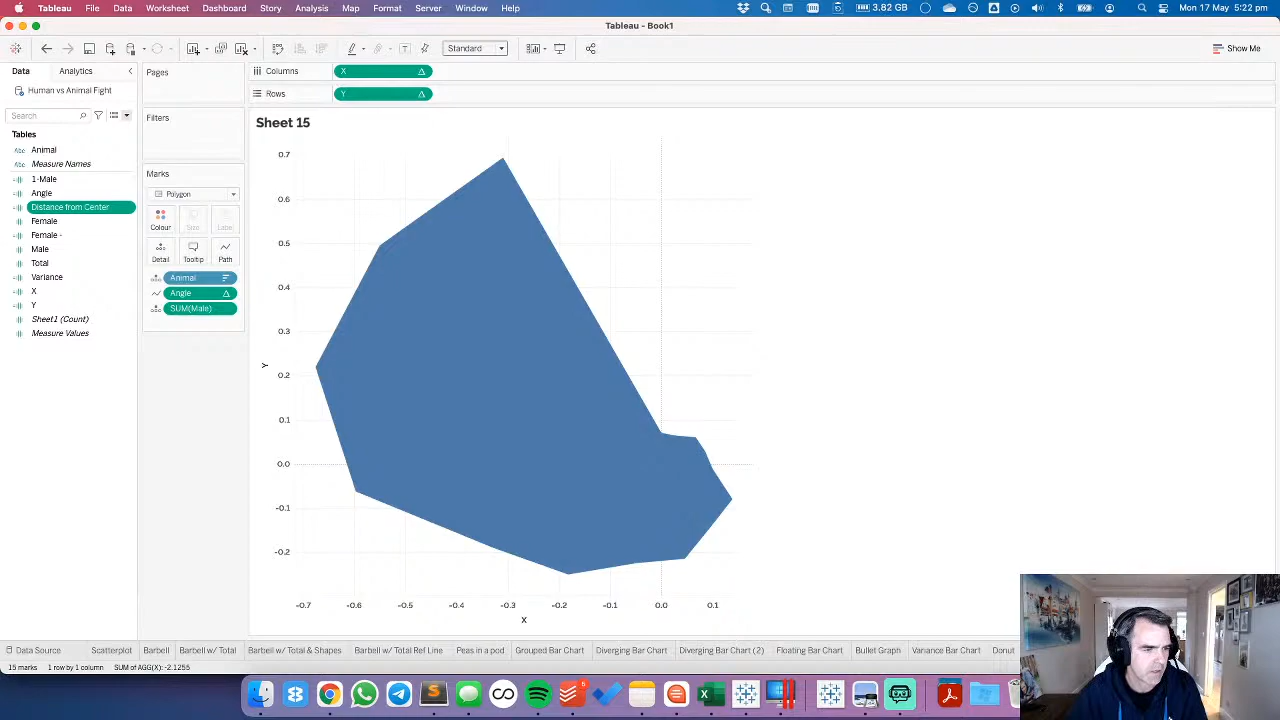 Tableau File Data Worksheet Dashboard Story Analysis Map Format Server Window Help 3.82 GB Mon 17 May 5:22 pm
Tableau - Book1
Standard Show Me
Data Analytics Pages Columns X
Human vs Animal Fight Rows Y
Search Filters Sheet 15
Tables
Abc Animal
Abc Measure Names
1-Male Marks
Angle Polygon
Distance from Center
Female Colour Size Label
Female -
Male Detail Tooltip Path
Total
Variance Animal
X Angle
Y SUM(Male)
Sheet1 (Count)
Measure Values
0.7
0.6
0.5
0.4
0.3
Y
0.2
0.1
0.0
-0.1
-0.2
-0.7 -0.6 -0.5 -0.4 -0.3 -0.2 -0.1 0.0 0.1
X
Data Source Scatterplot Barbell Barbell w/ Total Barbell w/ Total & Shapes Barbell w/ Total Ref Line Peas in a pod Grouped Bar Chart Diverging Bar Chart Diverging Bar Chart (2) Floating Bar Chart Bullet Graph Variance Bar Chart Donut
15 marks 1 row by 1 column SUM of AGG(X): -2.1255